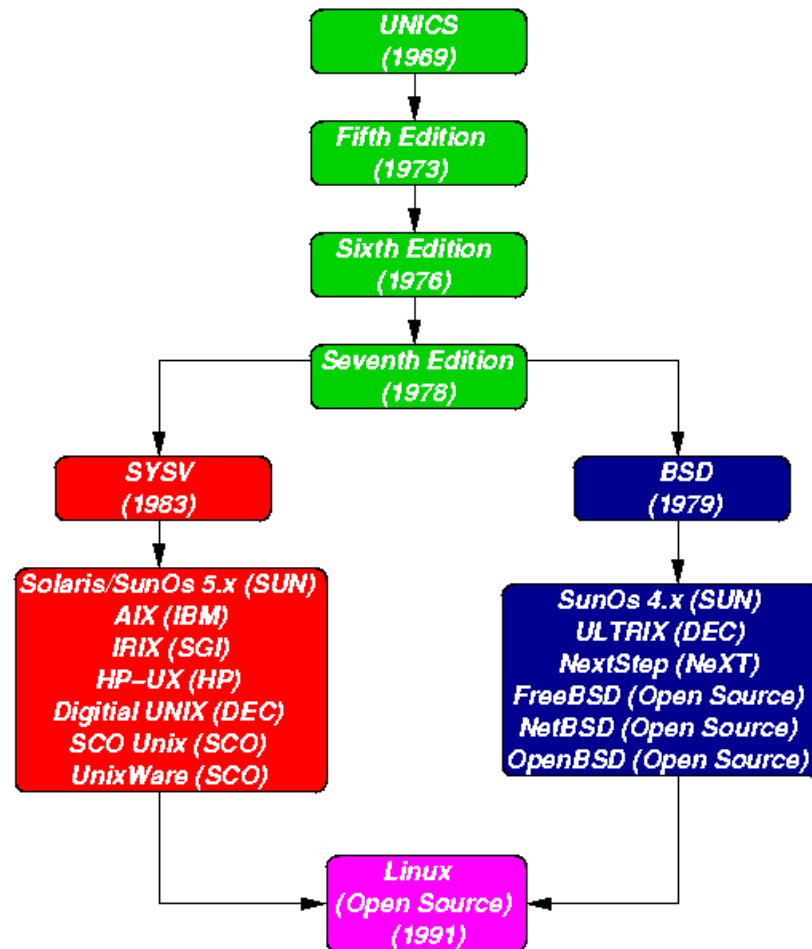 UNICS
(1969)
Fifth Edition
(1973)
Sixth Edition
(1976)
Seventh Edition
(1978)
SYSV
(1983)
BSD
(1979)
Solaris/SunOs 5.x (SUN)
AIX (IBM)
IRIX (SGI)
HP-UX (HP)
Digitial UNIX (DEC)
SCO Unix (SCO)
UnixWare (SCO)
SunOs 4.x (SUN)
ULTRIX (DEC)
NextStep (NeXT)
FreeBSD (Open Source)
NetBSD (Open Source)
OpenBSD (Open Source)
Linux
(Open Source)
(1991)